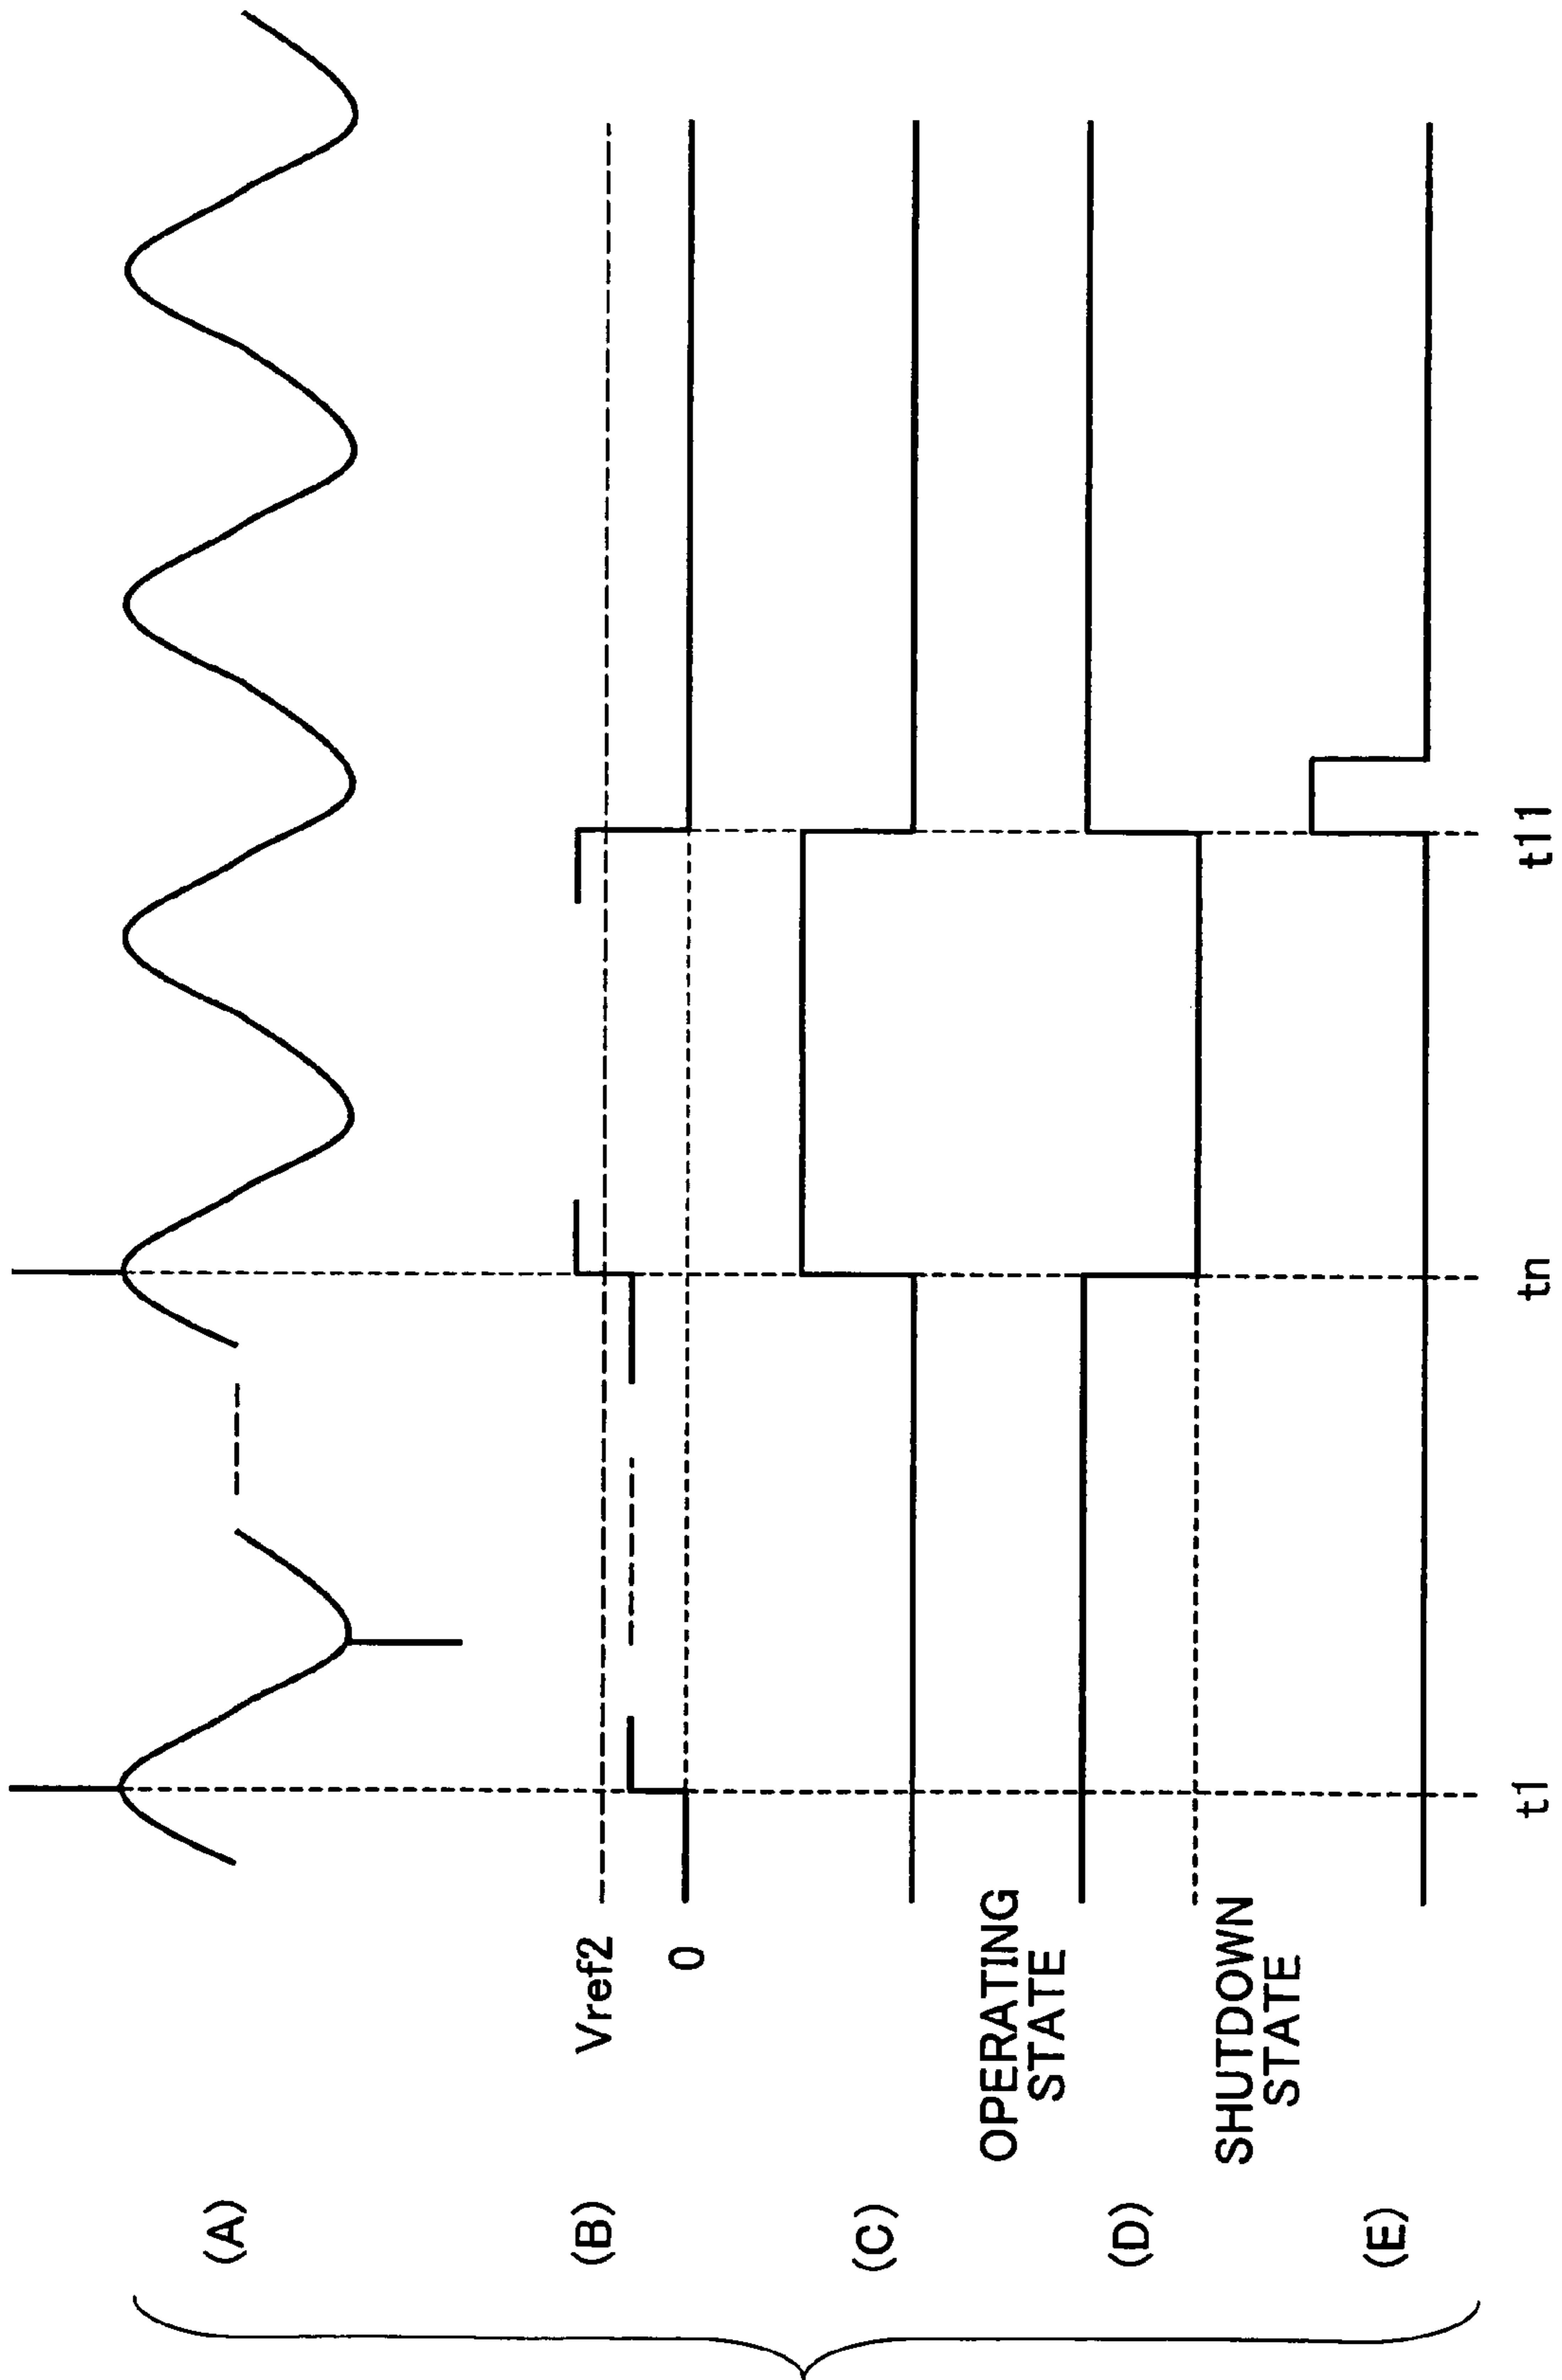 (A)
(B)
Vref2
0
(C)
OPERATING
STATE
(D)
SHUTDOWN
STATE
(E)
t1
tn
t11